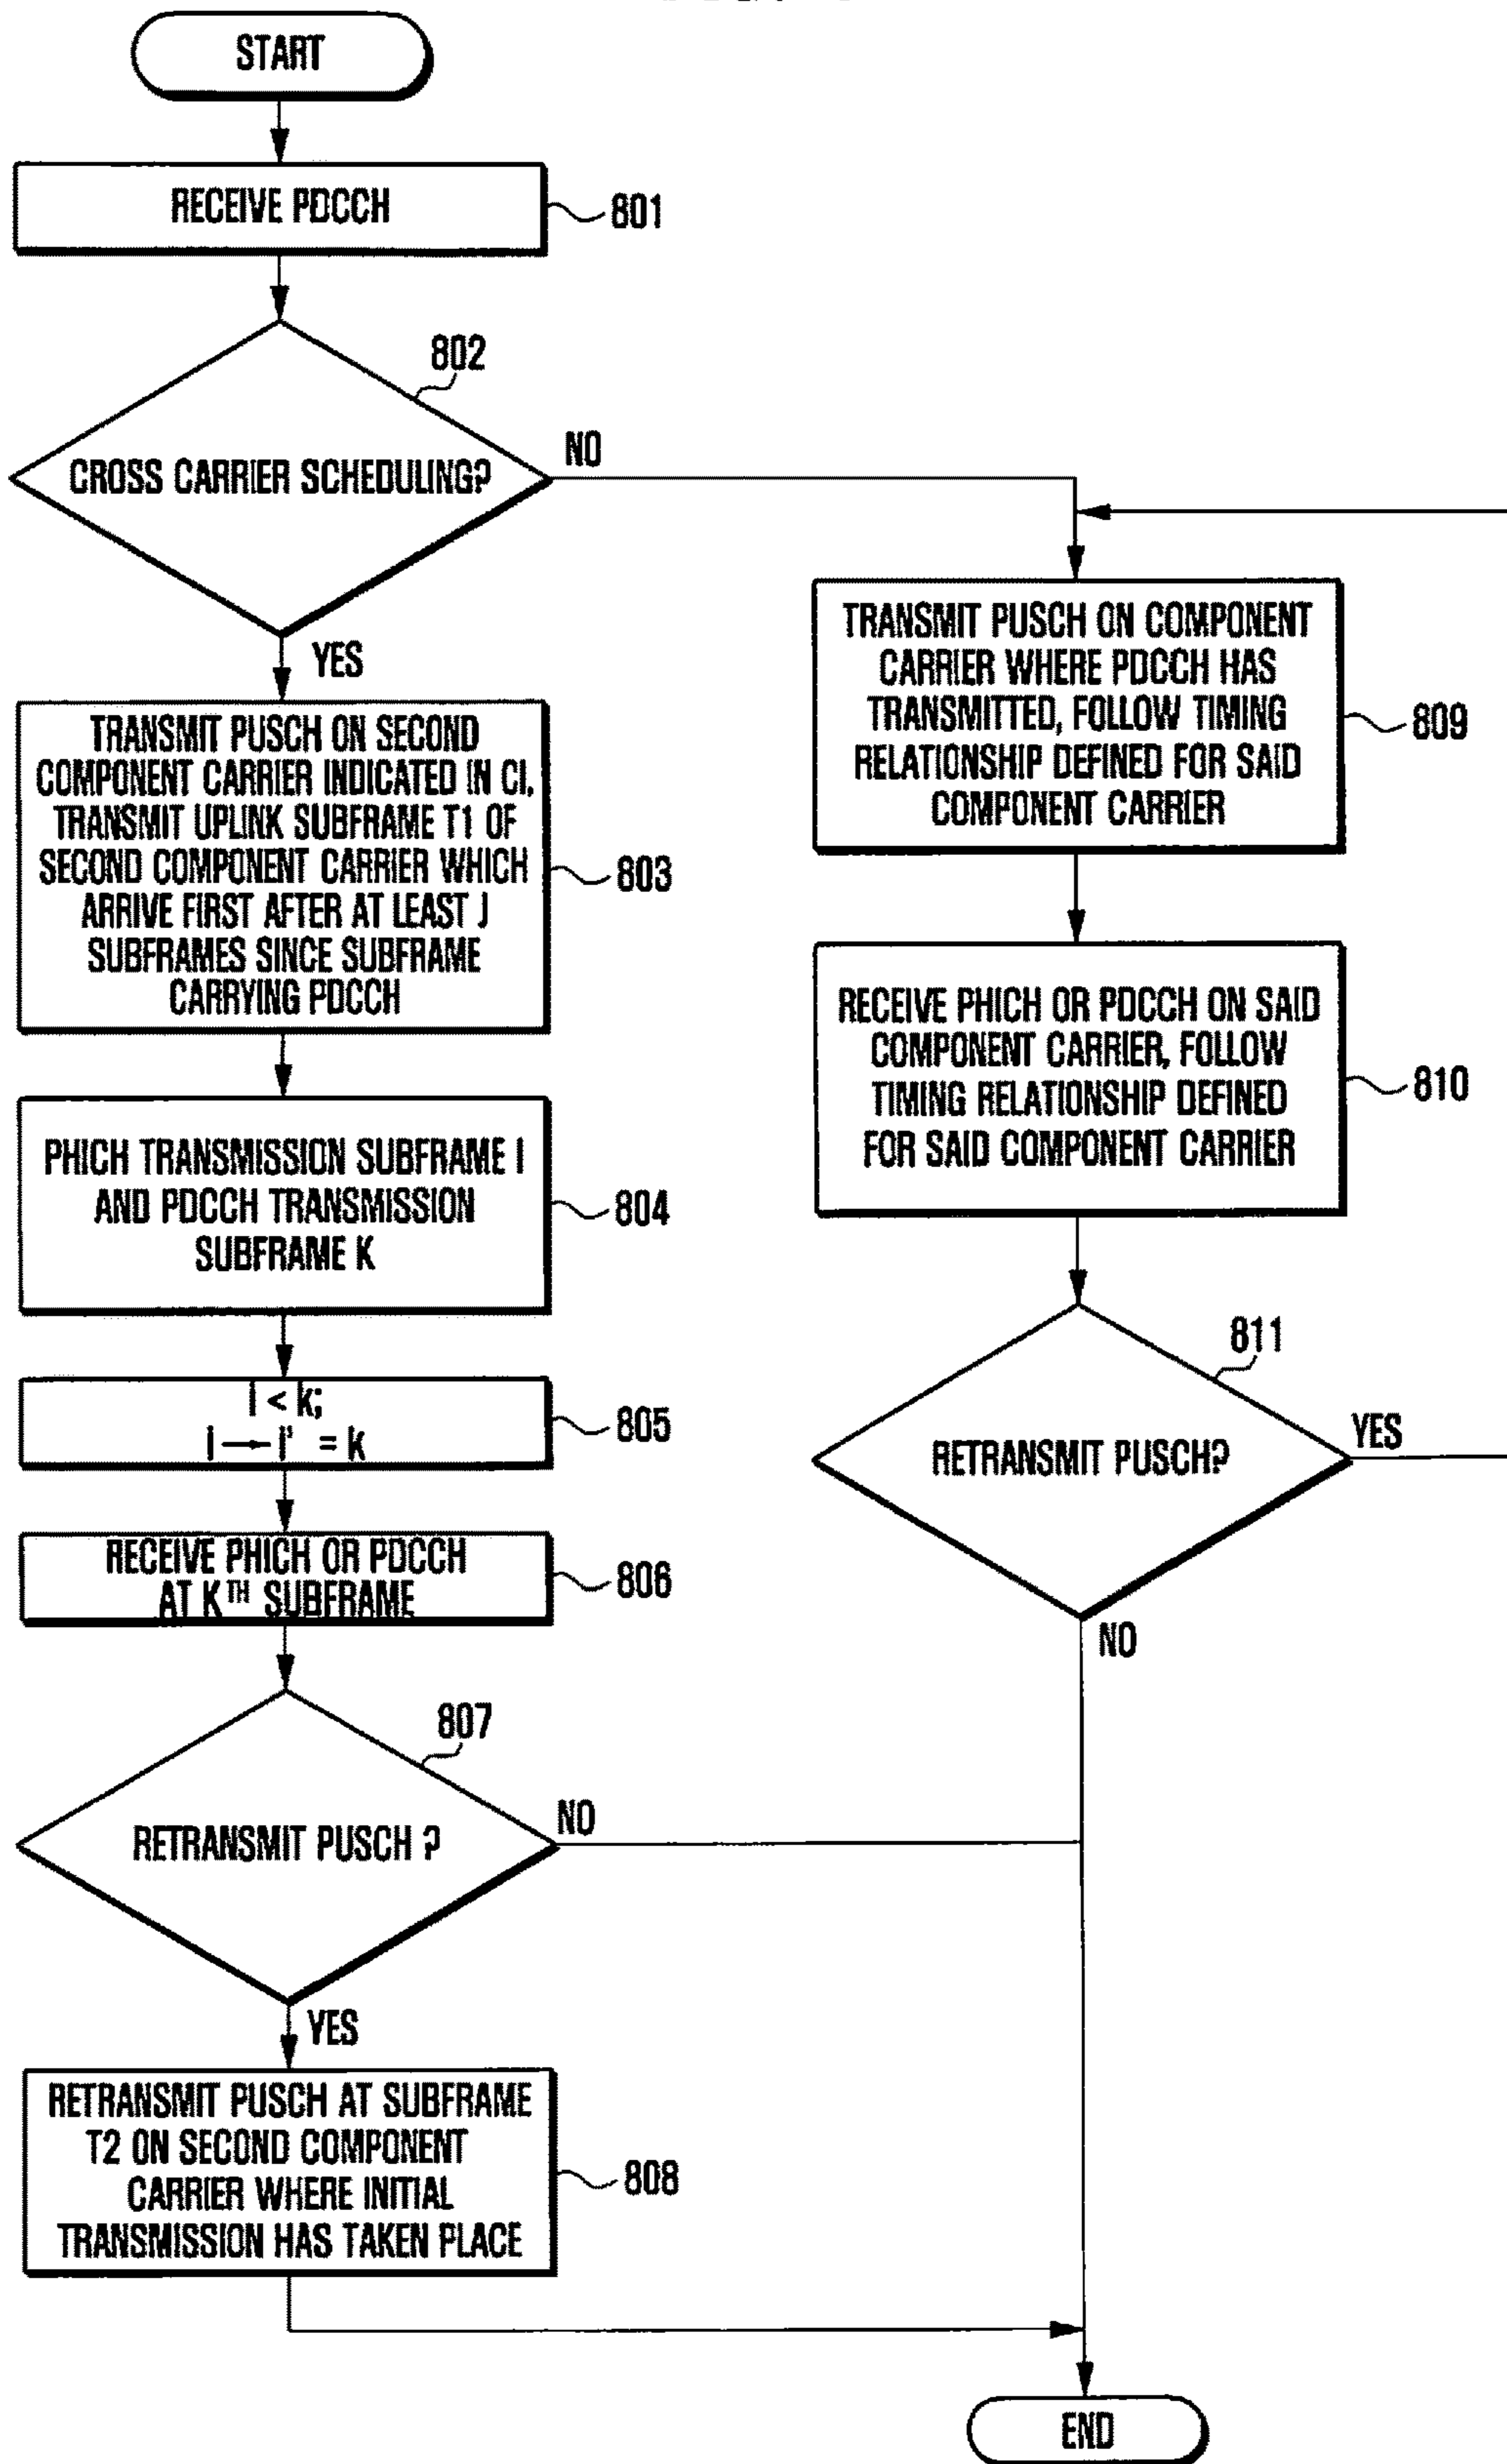 START
RECEIVE PDCCH
801
802
CROSS CARRIER SCHEDULING?
NO
YES
TRANSMIT PUSCH ON SECOND
COMPONENT CARRIER INDICATED IN CI,
TRANSMIT UPLINK SUBFRAME T1 OF
SECOND COMPONENT CARRIER WHICH
ARRIVE FIRST AFTER AT LEAST J
SUBFRAMES SINCE SUBFRAME
CARRYING PDCCH
803
PHICH TRANSMISSION SUBFRAME I
AND PDCCH TRANSMISSION
SUBFRAME K
804
i < k;
i → i' = k
805
RECEIVE PHICH OR PDCCH
AT KTH SUBFRAME
806
807
RETRANSMIT PUSCH ?
NO
YES
RETRANSMIT PUSCH AT SUBFRAME
T2 ON SECOND COMPONENT
CARRIER WHERE INITIAL
TRANSMISSION HAS TAKEN PLACE
808
TRANSMIT PUSCH ON COMPONENT
CARRIER WHERE PDCCH HAS
TRANSMITTED, FOLLOW TIMING
RELATIONSHIP DEFINED FOR SAID
COMPONENT CARRIER
809
RECEIVE PHICH OR PDCCH ON SAID
COMPONENT CARRIER, FOLLOW
TIMING RELATIONSHIP DEFINED
FOR SAID COMPONENT CARRIER
810
811
RETRANSMIT PUSCH?
YES
NO
END